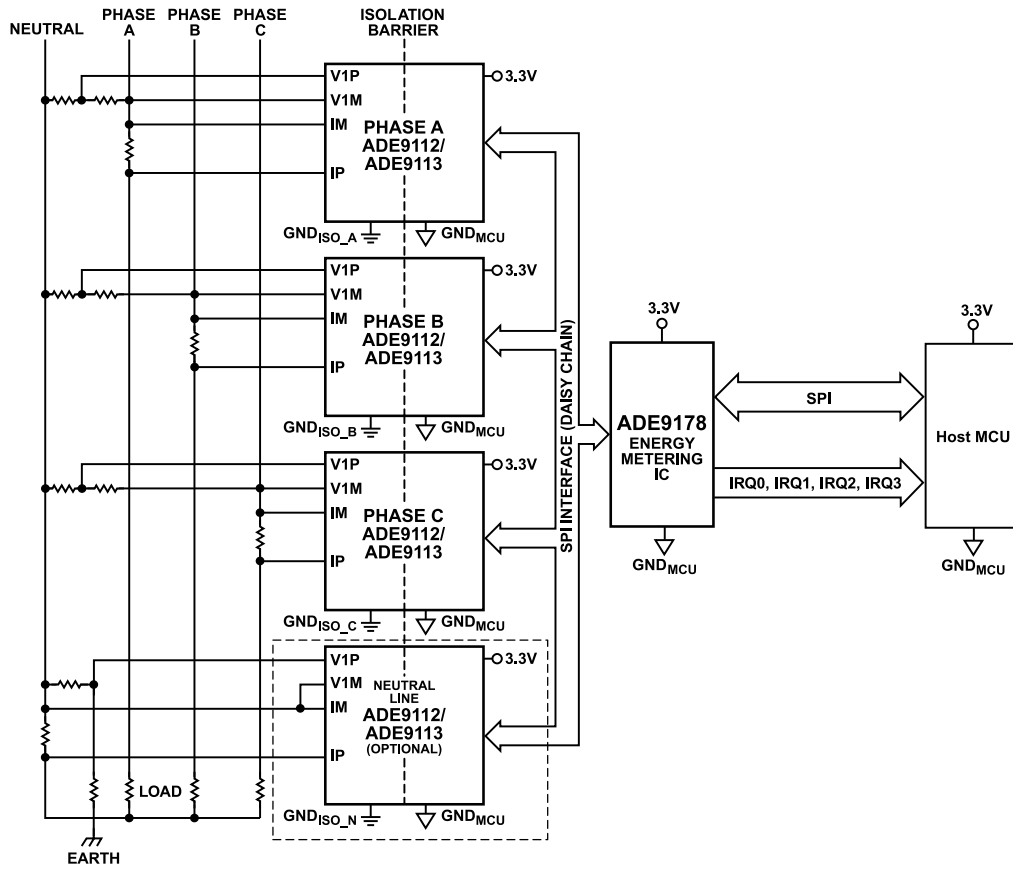 NEUTRAL
PHASE
A
PHASE
B
PHASE
C
ISOLATION
BARRIER
V1P
V1M
IM
IP
PHASE A
ADE9112/
ADE9113
3.3V
GNDISO_A
GNDMCU
V1P
V1M
IM
IP
PHASE B
ADE9112/
ADE9113
3.3V
GNDISO_B
GNDMCU
V1P
V1M
IM
IP
PHASE C
ADE9112/
ADE9113
3.3V
GNDISO_C
GNDMCU
V1P
V1M
IM
IP
NEUTRAL
LINE
ADE9112/
ADE9113
(OPTIONAL)
3.3V
GNDISO_N
GNDMCU
LOAD
EARTH
SPI INTERFACE (DAISY CHAIN)
3.3V
ADE9178
ENERGY
METERING
IC
GNDMCU
SPI
IRQ0, IRQ1, IRQ2, IRQ3
3.3V
Host MCU
GNDMCU